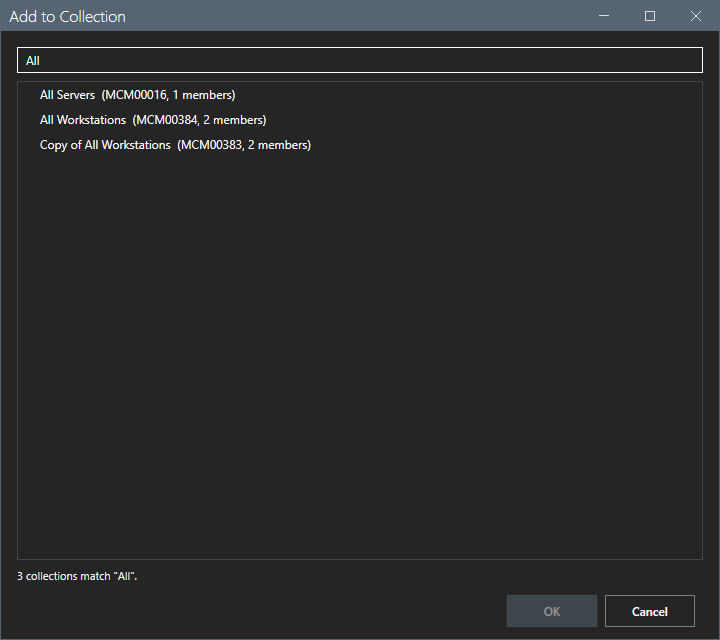 Add to Collection
All
All Servers (MCM00016, 1 members)
All Workstations (MCM00384, 2 members)
Copy of All Workstations (MCM00383, 2 members)
3 collections match "All".
OK
Cancel